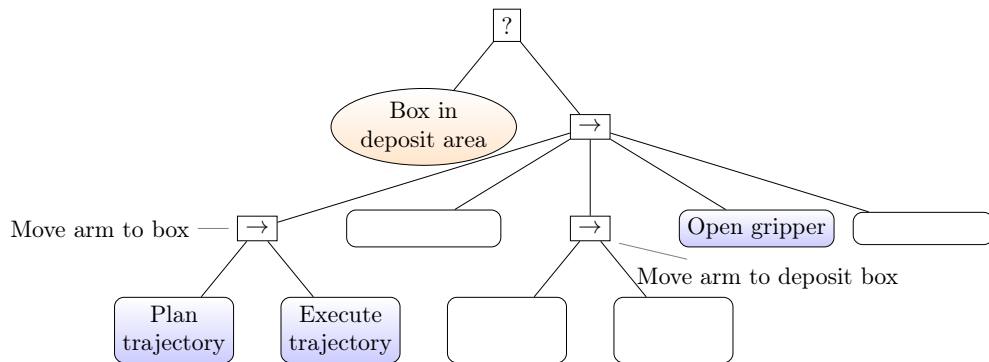 ?
Box in
deposit area
→
Move arm to box
→
→
Open gripper
Move arm to deposit box
Plan
trajectory
Execute
trajectory